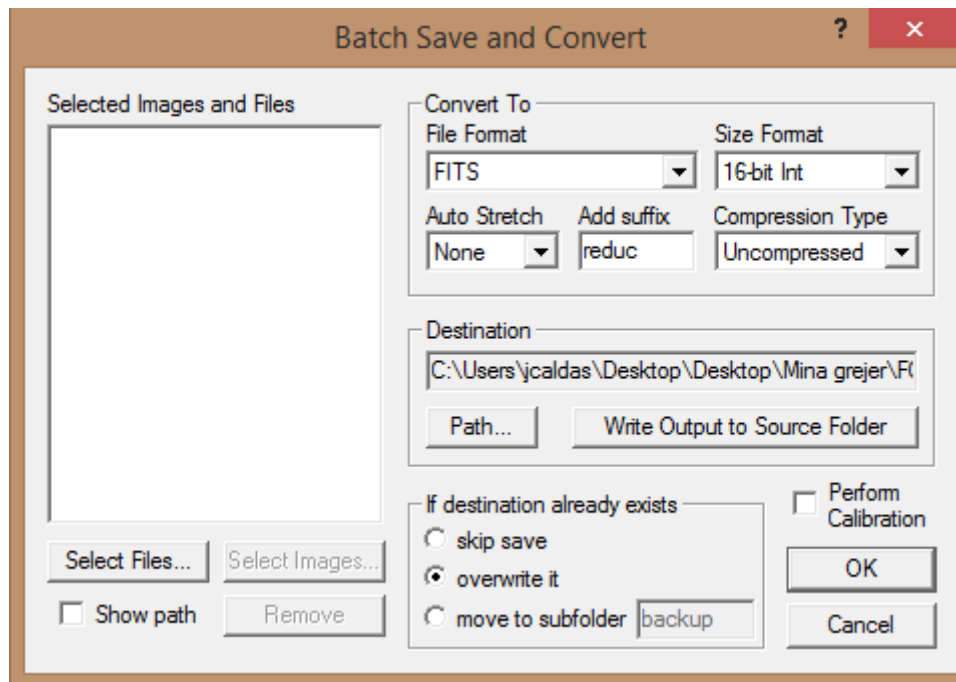 Batch Save and Convert
?
Selected Images and Files
Select Files...
Select Images...
Show path
Remove
Convert To
File Format
Size Format
FITS
16-bit Int
Auto Stretch
Add suffix
Compression Type
None
reduc
Uncompressed
Destination
C:\Users\jcaldas\Desktop\Desktop\Mina grejer\
Path...
Write Output to Source Folder
If destination already exists
skip save
overwrite it
move to subfolder
backup
Perform
Calibration
OK
Cancel